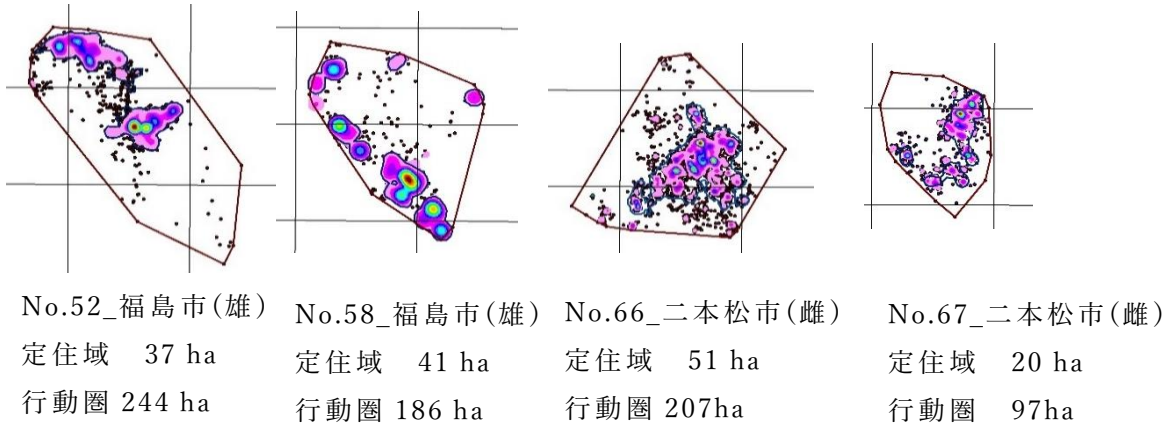 No.52_福島市(雄)
定住域　37 ha
行動圏 244 ha
No.58_福島市(雄)
定住域　41 ha
行動圏 186 ha
No.66_二本松市(雌)
定住域　51 ha
行動圏 207ha
No.67_二本松市(雌)
定住域　20 ha
行動圏　97ha